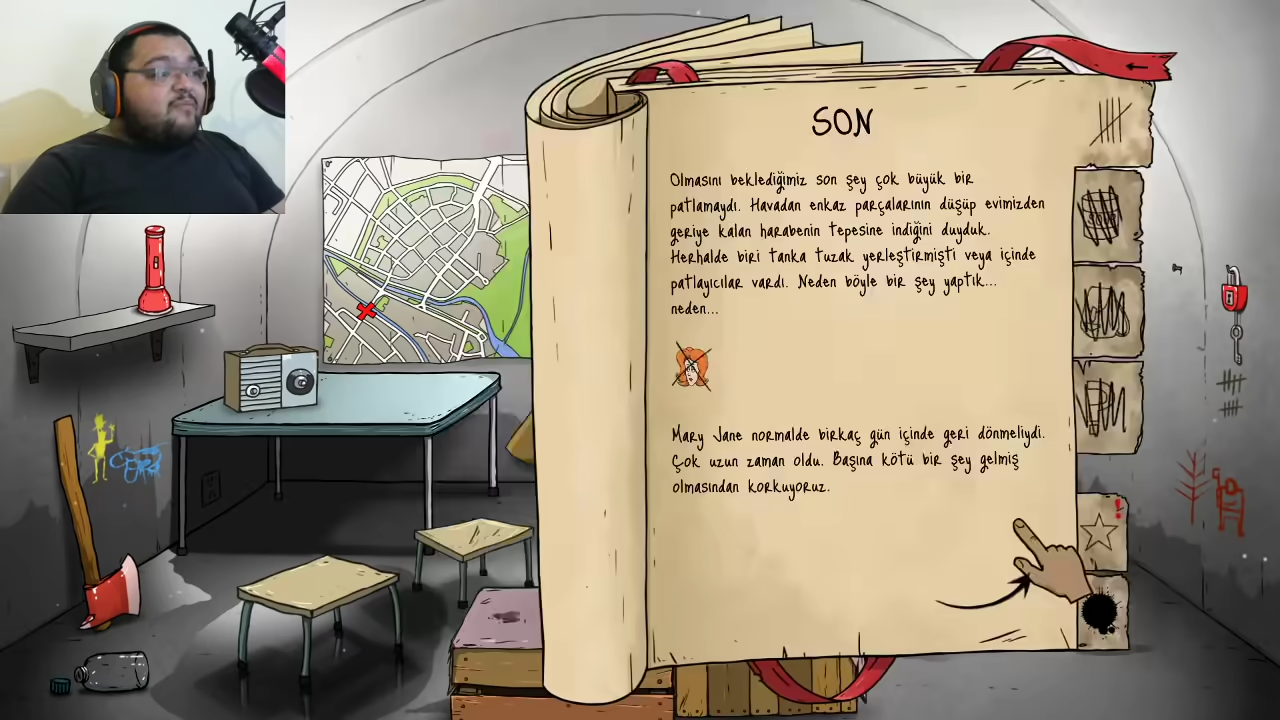 SON
Olmasını beklediğimiz son şey çok büyük bir
patlamaydı. Havadan enkaz parçalarının düşüp evimizden
geriye kalan harabenin tepesine indiğini duyduk.
Herhalde biri tanka tuzak yerleştirmişti veya içinde
patlayıcılar vardı. Neden böyle bir şey yaptık...
neden...
Mary Jane normalde birkaç gün içinde geri dönmeliydi.
Çok uzun zaman oldu. Başına kötü bir şey gelmiş
olmasından korkuyoruz.